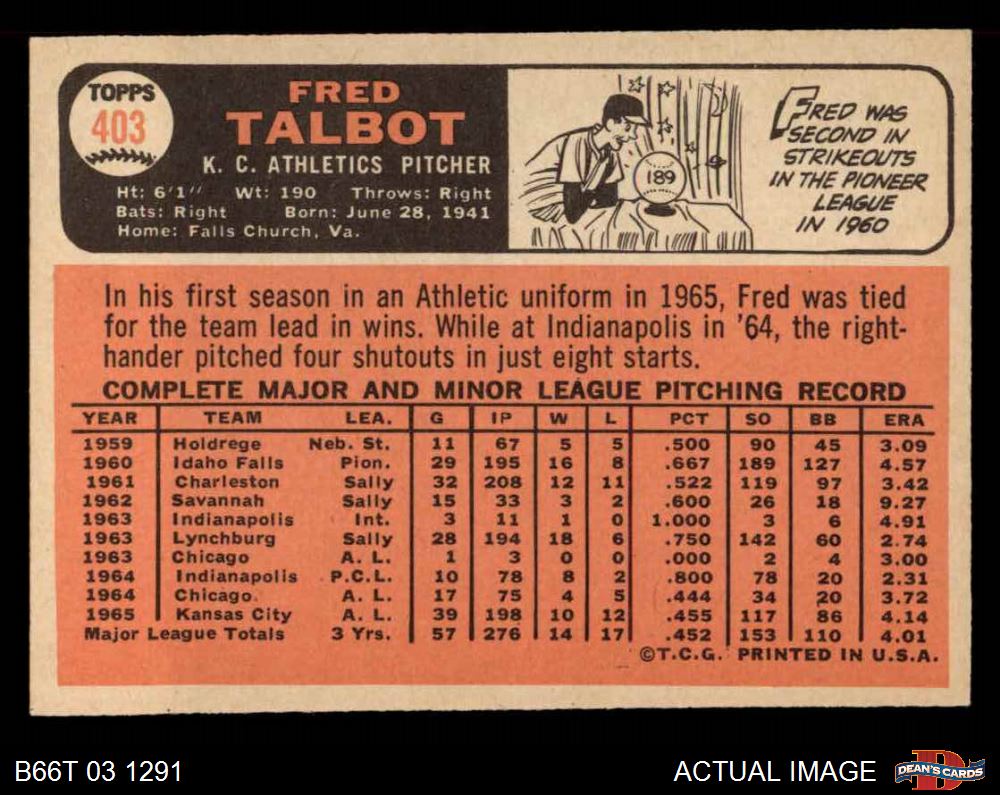 TOPPS
403
FRED
TALBOT
K. C. ATHLETICS PITCHER
Ht: 6'1" Wt: 190 Throws: Right
Bats: Right Born: June 28, 1941
Home: Falls Church, Va.
189
FRED WAS
SECOND IN
STRIKEOUTS
IN THE PIONEER
LEAGUE
IN 1960
In his first season in an Athletic uniform in 1965, Fred was tied
for the team lead in wins. While at Indianapolis in '64, the right-
hander pitched four shutouts in just eight starts.
COMPLETE MAJOR AND MINOR LEAGUE PITCHING RECORD
YEAR TEAM LEA. G IP W L PCT SO BB ERA
1959 Holdrege Neb. St. 11 67 5 5 .500 90 45 3.09
1960 Idaho Falls Pion. 29 195 16 8 .667 189 127 4.57
1961 Charleston Sally 32 208 12 11 .522 119 97 3.42
1962 Savannah Sally 15 33 3 2 .600 26 18 9.27
1963 Indianapolis Int. 3 11 1 0 1.000 3 6 4.91
1963 Lynchburg Sally 28 194 18 6 .750 142 60 2.74
1963 Chicago A. L. 1 3 0 0 .000 2 4 3.00
1964 Indianapolis P.C.L. 10 78 8 2 .800 78 20 2.31
1964 Chicago A. L. 17 75 4 5 .444 34 20 3.72
1965 Kansas City A. L. 39 198 10 12 .455 117 86 4.14
Major League Totals 3 Yrs. 57 276 14 17 .452 153 110 4.01
©T.C.G. PRINTED IN U.S.A.
B66T 03 1291
ACTUAL IMAGE
DEAN'S CARDS